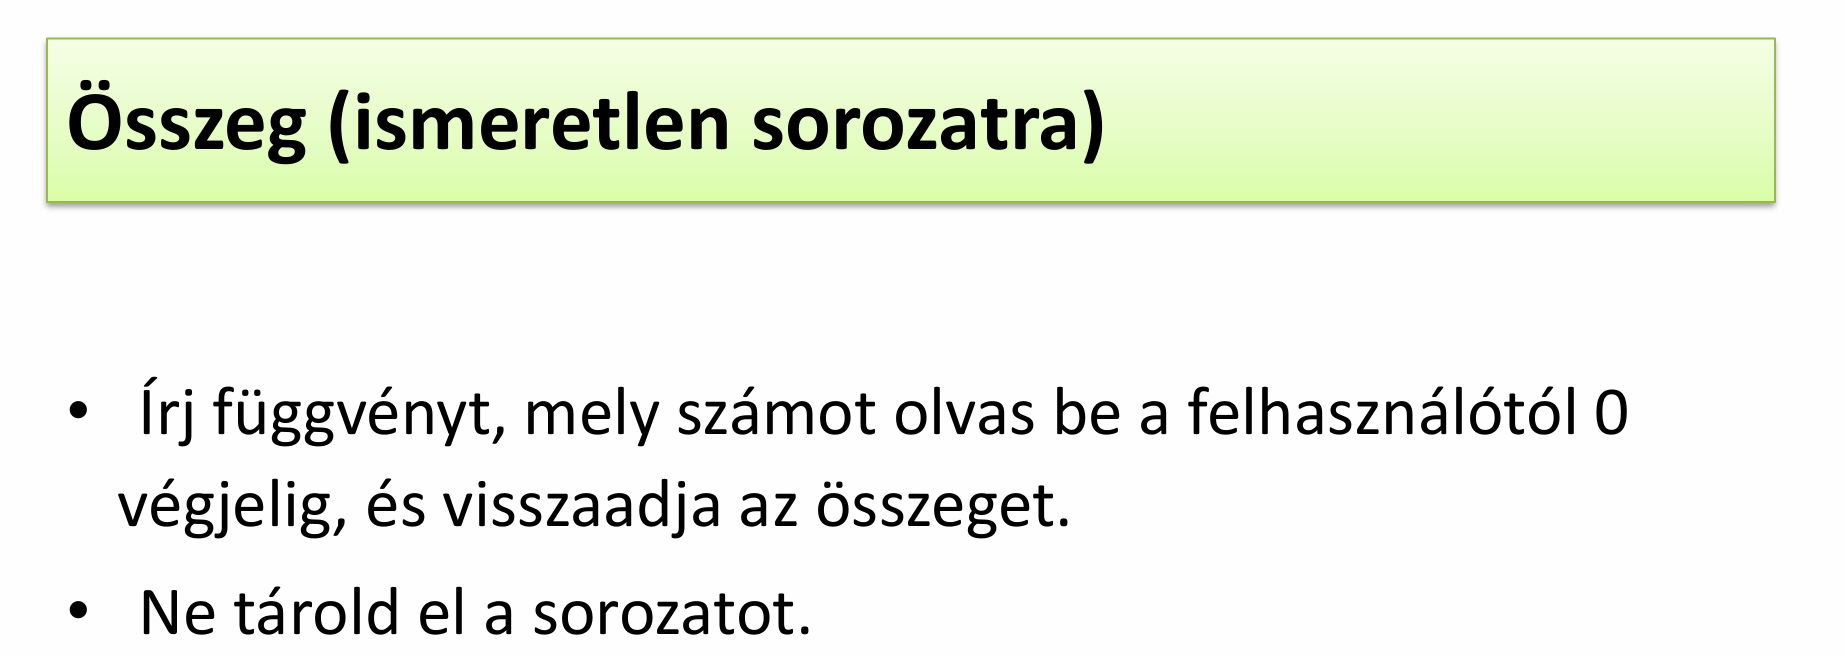 Összeg (ismeretlen sorozatra)
• Írj függvényt, mely számot olvas be a felhasználótól 0
végjelig, és visszaadja az összeget.
• Ne tárold el a sorozatot.